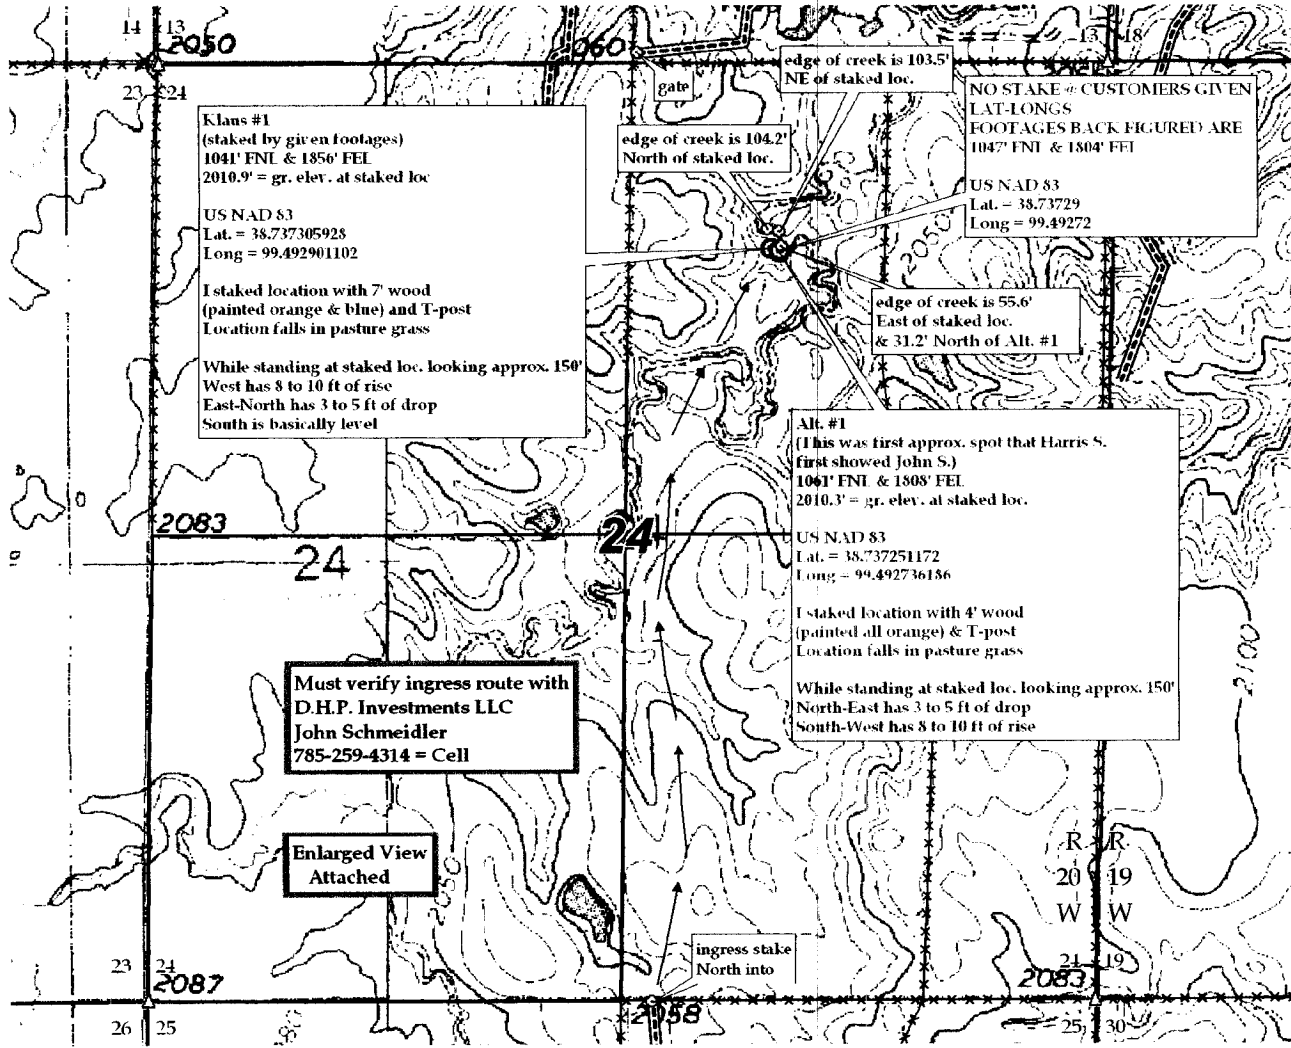 14
13
2050
060
13
18
23
24
gate
edge of creek is 103.5'
NE of staked loc.
NO STAKE @ CUSTOMERS GIVEN
LAT-LONGS
FOOTAGES BACK FIGURED ARE
1047' FNL & 1804' FEL
US NAD 83
Lat. = 38.73729
Long = 99.49272
edge of creek is 104.2'
North of staked loc.
Klaus #1
(staked by given footages)
1041' FNL & 1856' FEL
2010.9' = gr. elev. at staked loc
US NAD 83
Lat. = 38.737305928
Long = 99.492901102
I staked location with 7' wood
(painted orange & blue) and T-post
Location falls in pasture grass
While standing at staked loc. looking approx. 150'
West has 8 to 10 ft of rise
East-North has 3 to 5 ft of drop
South is basically level
2050
edge of creek is 55.6'
East of staked loc.
& 31.2' North of Alt. #1
Alt. #1
(This was first approx. spot that Harris S.
first showed John S.)
1061' FNL & 1808' FEL
2010.3' = gr. elev. at staked loc.
US NAD 83
Lat. = 38.737251172
Long = 99.492736186
I staked location with 4' wood
(painted all orange) & T-post
Location falls in pasture grass
While standing at staked loc. looking approx. 150'
North-East has 3 to 5 ft of drop
South-West has 8 to 10 ft of rise
2083
24
24
2100
Must verify ingress route with
D.H.P. Investments LLC
John Schmeidler
785-259-4314 = Cell
Enlarged View
Attached
2050
R R
20 19
W W
ingress stake
North into
23
24
2087
2058
2083
24
19
26
25
25
30